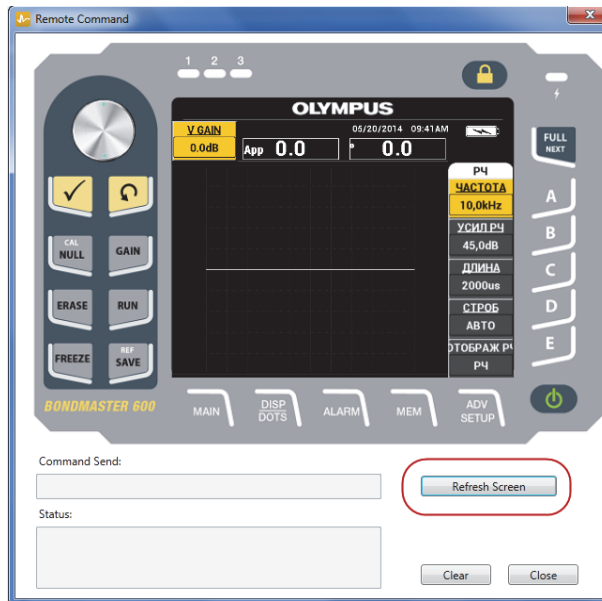 Remote Command
1 2 3
OLYMPUS
V GAIN
0.0dB
05/20/2014 09:41AM
App 0.0
° 0.0
FULL
NEXT
РЧ
ЧАСТОТА
10,0kHz
УСИЛ РЧ
45,0dB
ДЛИНА
2000us
СТРОБ
АВТО
ОТОБРАЖ РЧ
РЧ
A
B
C
D
E
CAL
NULL
GAIN
ERASE
RUN
FREEZE
REF
SAVE
BONDMASTER 600
MAIN
DISP
DOTS
ALARM
MEM
ADV
SETUP
Command Send:
Refresh Screen
Status:
Clear
Close